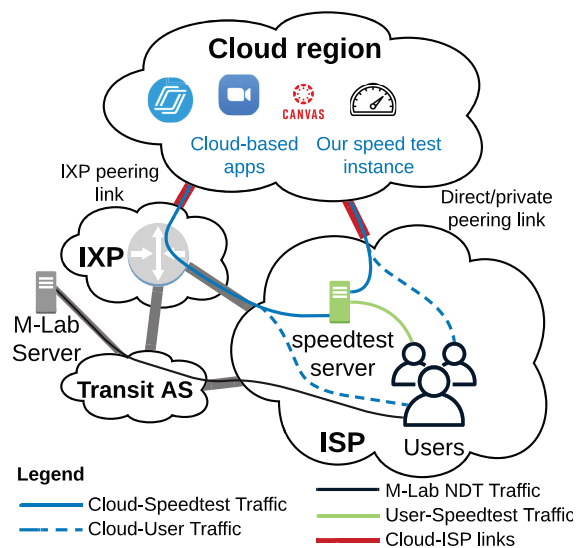 Cloud region
CANVAS
Cloud-based
apps
Our speed test
instance
IXP peering
link
Direct/private
peering link
IXP
M-Lab
Server
speedtest
server
Transit AS
ISP
Users
Legend
Cloud-Speedtest Traffic
Cloud-User Traffic
M-Lab NDT Traffic
User-Speedtest Traffic
Cloud-ISP links